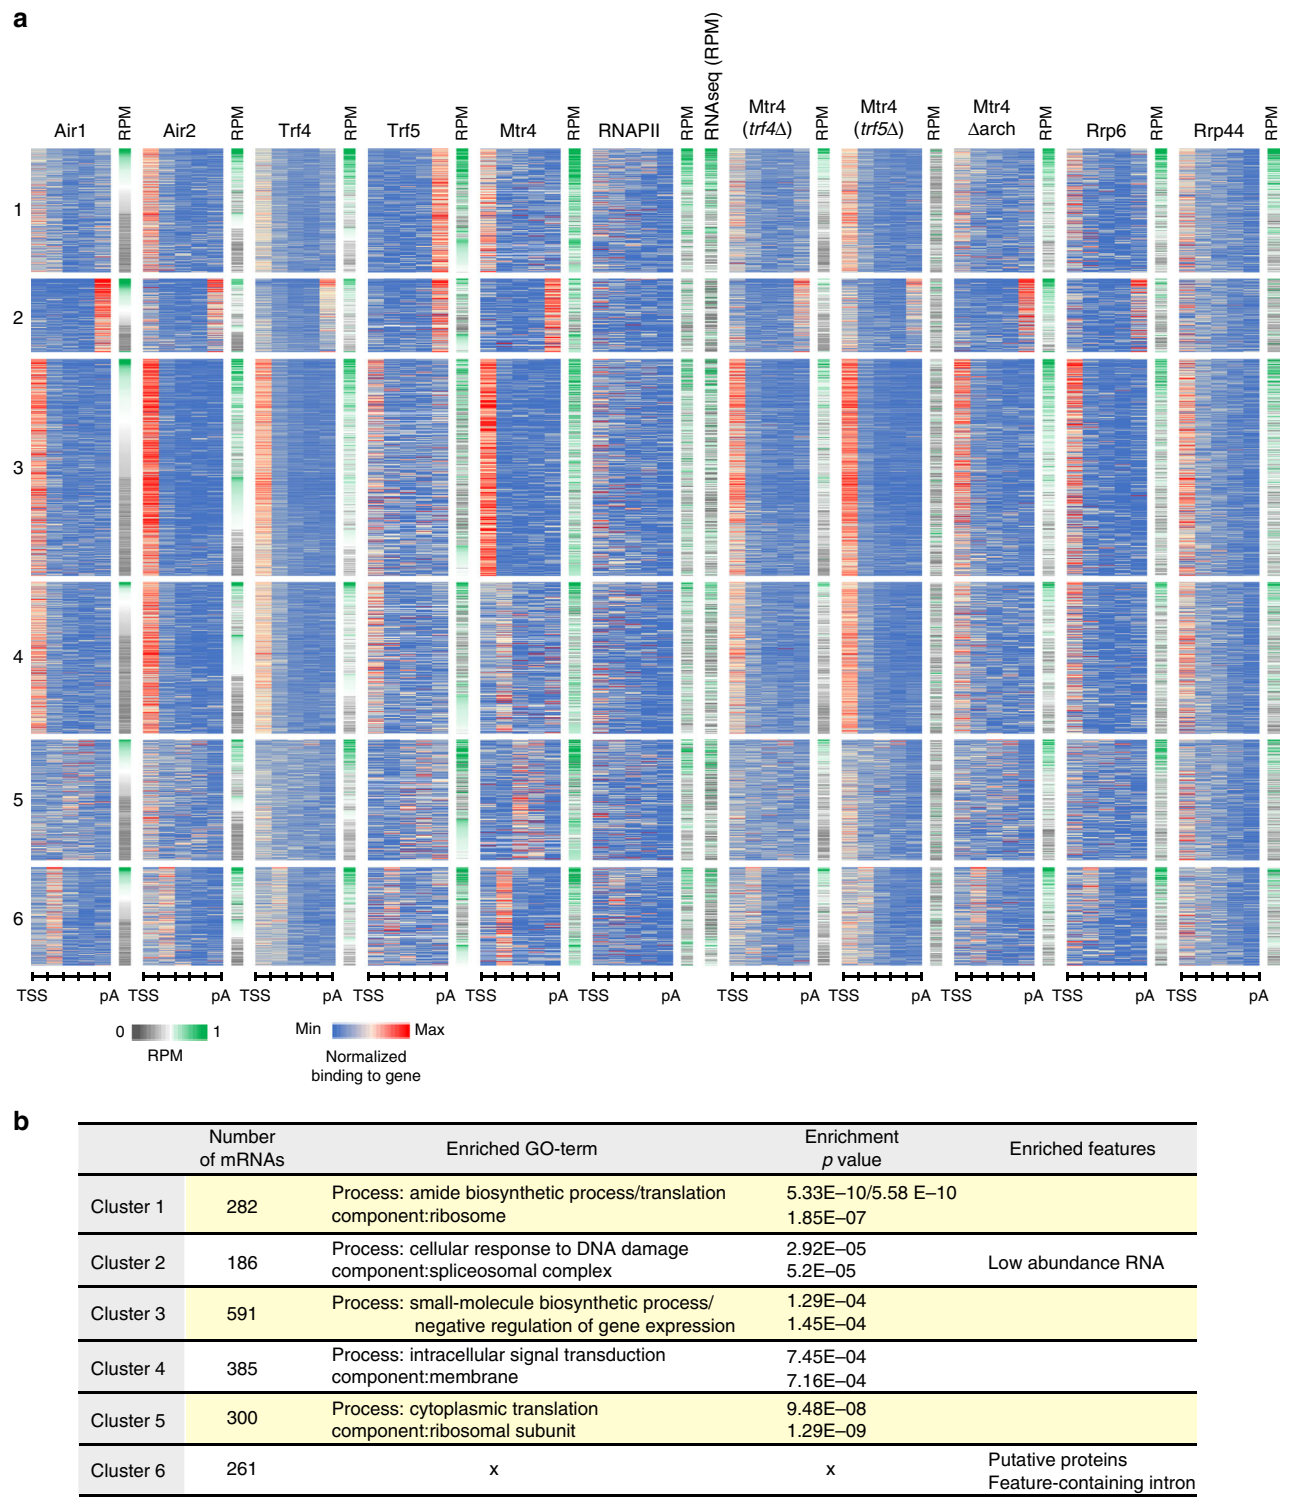 a
Air1 RPM Air2 RPM Trf4 RPM Trf5 RPM Mtr4 RPM RNAPII RPM RNAseq (RPM) Mtr4 (trf4Δ) RPM Mtr4 (trf5Δ) RPM Mtr4 Δarch RPM Rrp6 RPM Rrp44 RPM
1
2
3
4
5
6
TSS pA TSS pA TSS pA TSS pA TSS pA TSS pA TSS pA TSS pA TSS pA TSS pA TSS pA
0 1 Min Max
RPM Normalized
binding to gene
b
Number Enrichment
of mRNAs Enriched GO-term p value Enriched features
Cluster 1 282 Process: amide biosynthetic process/translation 5.33E–10/5.58 E–10
component:ribosome 1.85E–07
Cluster 2 186 Process: cellular response to DNA damage 2.92E–05 Low abundance RNA
component:spliceosomal complex 5.2E–05
Cluster 3 591 Process: small-molecule biosynthetic process/ 1.29E–04
negative regulation of gene expression 1.45E–04
Cluster 4 385 Process: intracellular signal transduction 7.45E–04
component:membrane 7.16E–04
Cluster 5 300 Process: cytoplasmic translation 9.48E–08
component:ribosomal subunit 1.29E–09
Cluster 6 261 x x Putative proteins
Feature-containing intron